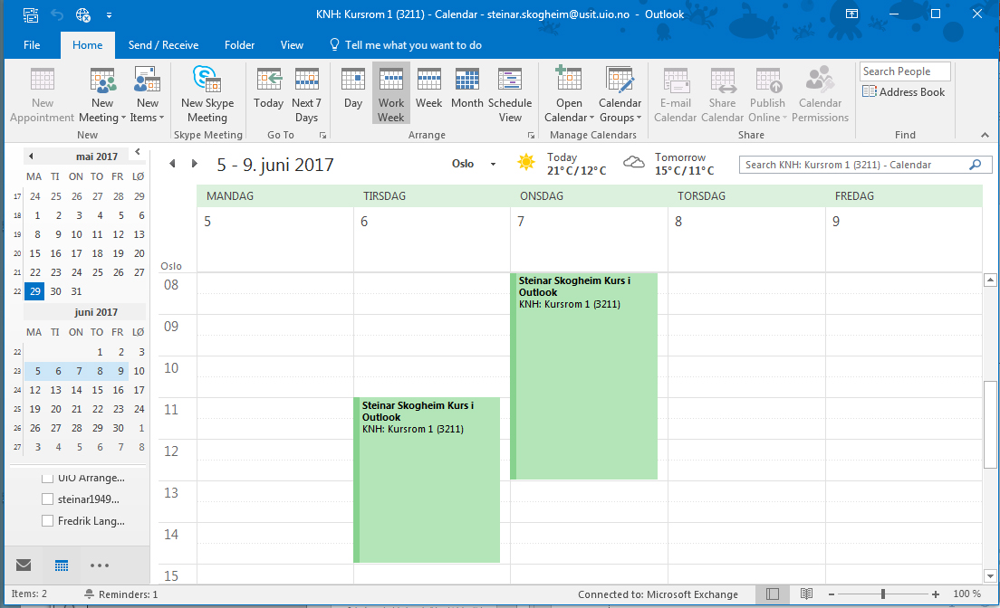 KNH: Kursrom 1 (3211) - Calendar - steinar.skogheim@usit.uio.no - Outlook
File Home Send / Receive Folder View Tell me what you want to do
New Appointment
New Meeting
New Items
New
New Skype Meeting
Skype Meeting
Today
Next 7 Days
Go To
Day
Work Week
Week
Month
Schedule View
Arrange
Open Calendar
Calendar Groups
Manage Calendars
E-mail Calendar
Share Calendar
Publish Online
Calendar Permissions
Share
Search People
Address Book
Find
mai 2017
MA TI ON TO FR LØ
17 24 25 26 27 28 29
18 1 2 3 4 5 6
19 8 9 10 11 12 13
20 15 16 17 18 19 20
21 22 23 24 25 26 27
22 29 30 31
juni 2017
MA TI ON TO FR LØ
22 1 2 3
23 5 6 7 8 9 10
24 12 13 14 15 16 17
25 19 20 21 22 23 24
26 26 27 28 29 30 1
27 3 4 5 6 7 8
UIO Arrange...
steinar1949...
Fredrik Lang...
5 - 9. juni 2017
Oslo
Today
21°C/12°C
Tomorrow
15°C/11°C
Search KNH: Kursrom 1 (3211) - Calendar
MANDAG TIRSDAG ONSDAG TORSDAG FREDAG
5 6 7 8 9
Oslo
08
09
10
11
12
13
14
15
Steinar Skogheim Kurs i
Outlook
KNH: Kursrom 1 (3211)
Steinar Skogheim Kurs i
Outlook
KNH: Kursrom 1 (3211)
Items: 2 Reminders: 1 Connected to: Microsoft Exchange 100 %